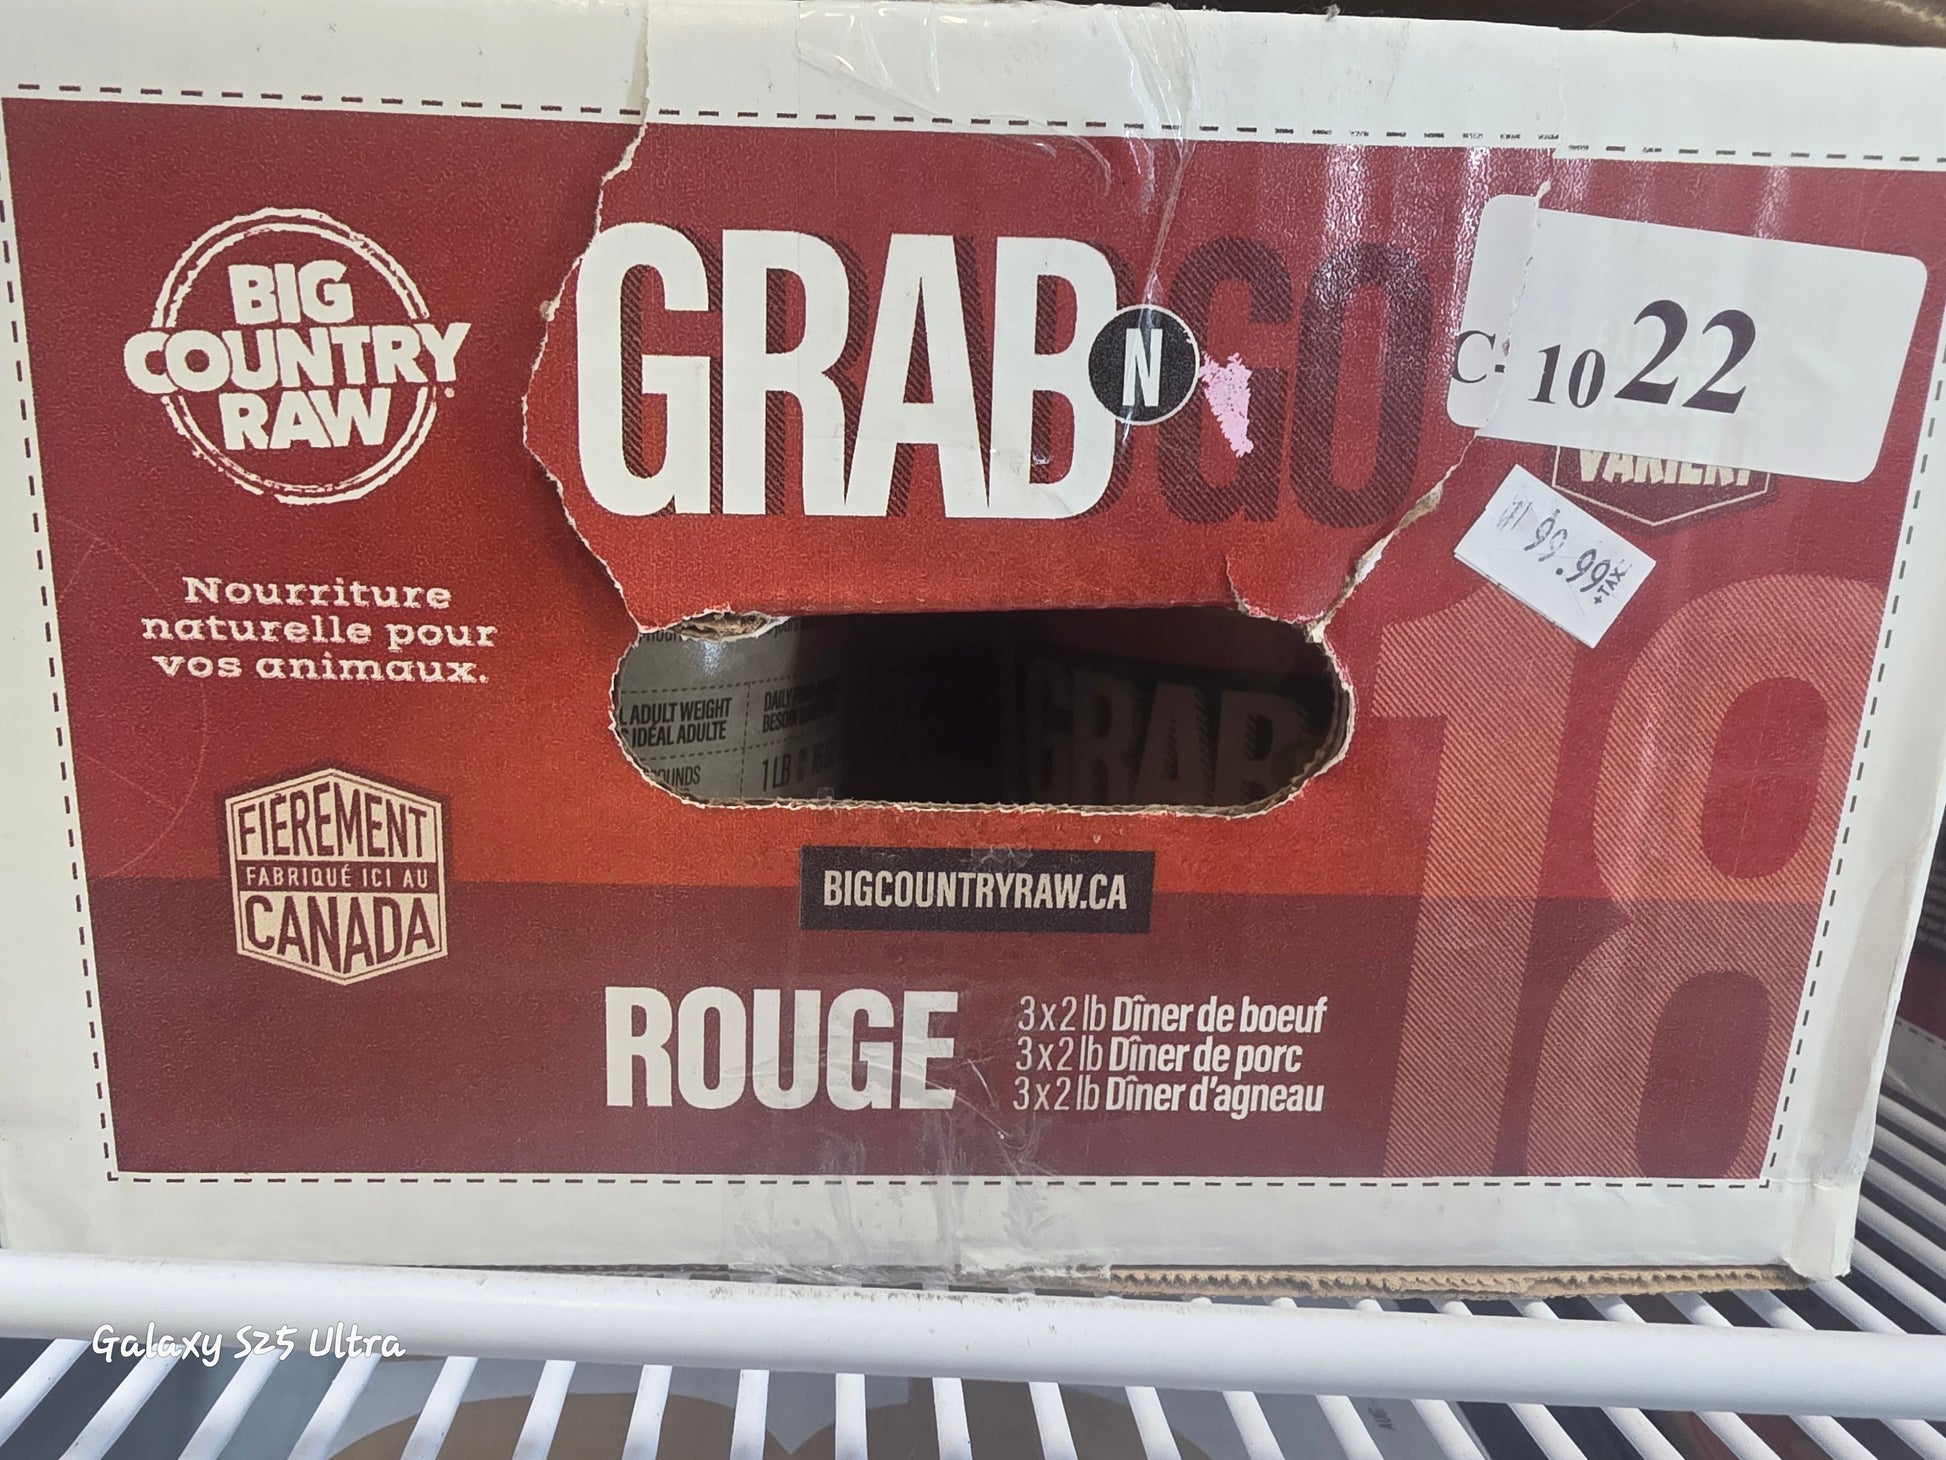 BIG
COUNTRY
RAW
GRAB N GO
C- 10 22
99.99
+TAX
Nourriture
naturelle pour
vos animaux.
L ADULT WEIGHT
IDÉAL ADULTE
DAILY
1 LB
GRAB
FIÈREMENT
FABRIQUÉ ICI AU
CANADA
BIGCOUNTRYRAW.CA
ROUGE
3 x 2 lb Dîner de boeuf
3 x 2 lb Dîner de porc
3 x 2 lb Dîner d'agneau
18
Galaxy S25 Ultra